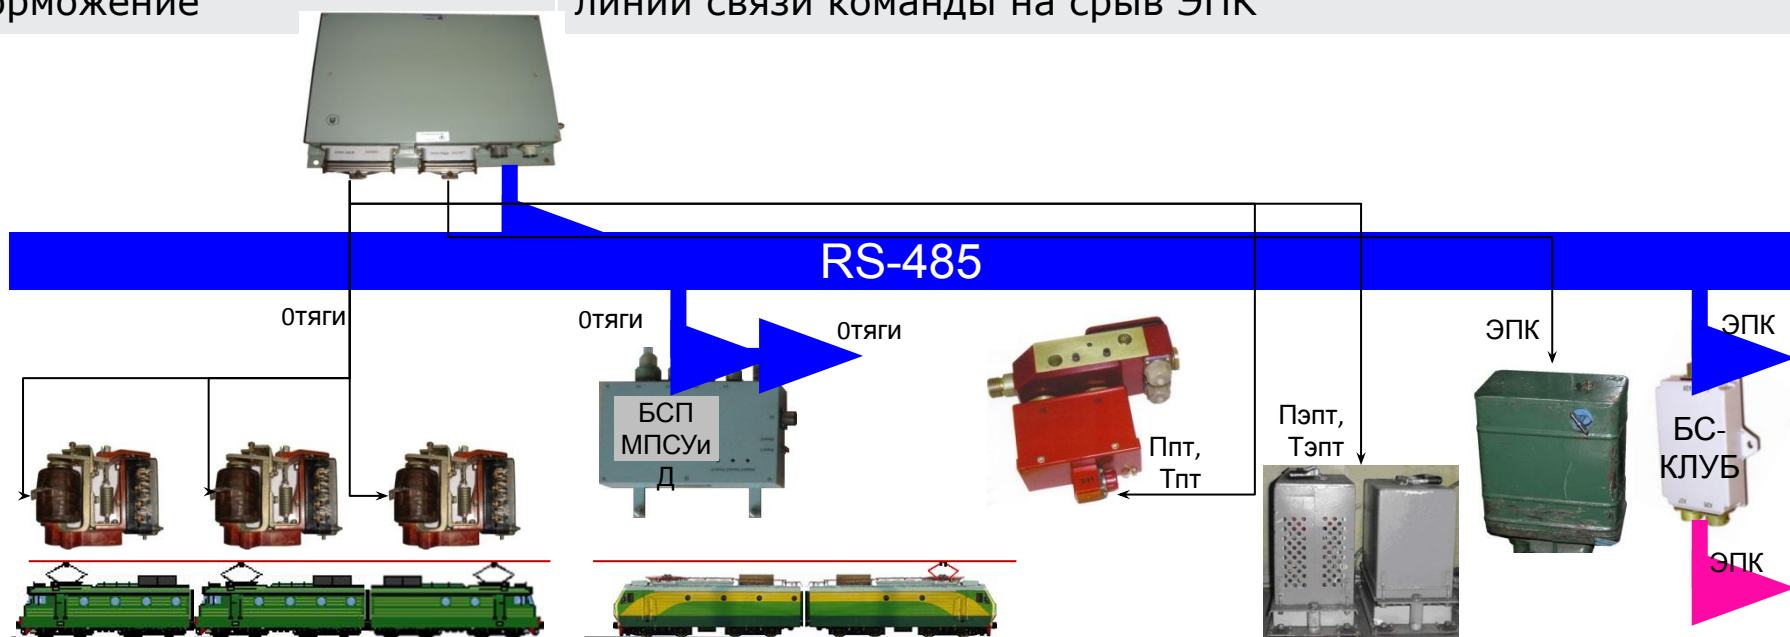 орможение
линии связи команды на срыв ЭПК
RS-485
0тяги
0тяги
0тяги
ЭПК
ЭПК
БСП
МПСУи
Д
Ппт,
Тпт
Пэпт,
Тэпт
БС-
КЛУБ
ЭПК